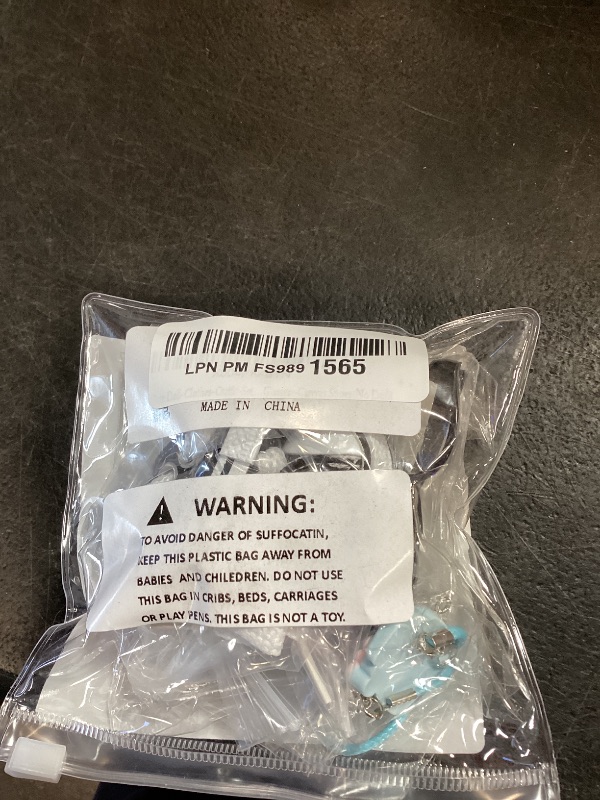 LPN PM FS989 1565
MADE IN CHINA
WARNING:
TO AVOID DANGER OF SUFFOCATIN,
KEEP THIS PLASTIC BAG AWAY FROM
BABIES AND CHILEDREN. DO NOT USE
THIS BAG IN CRIBS, BEDS, CARRIAGES
OR PLAY PENS. THIS BAG IS NOT A TOY.